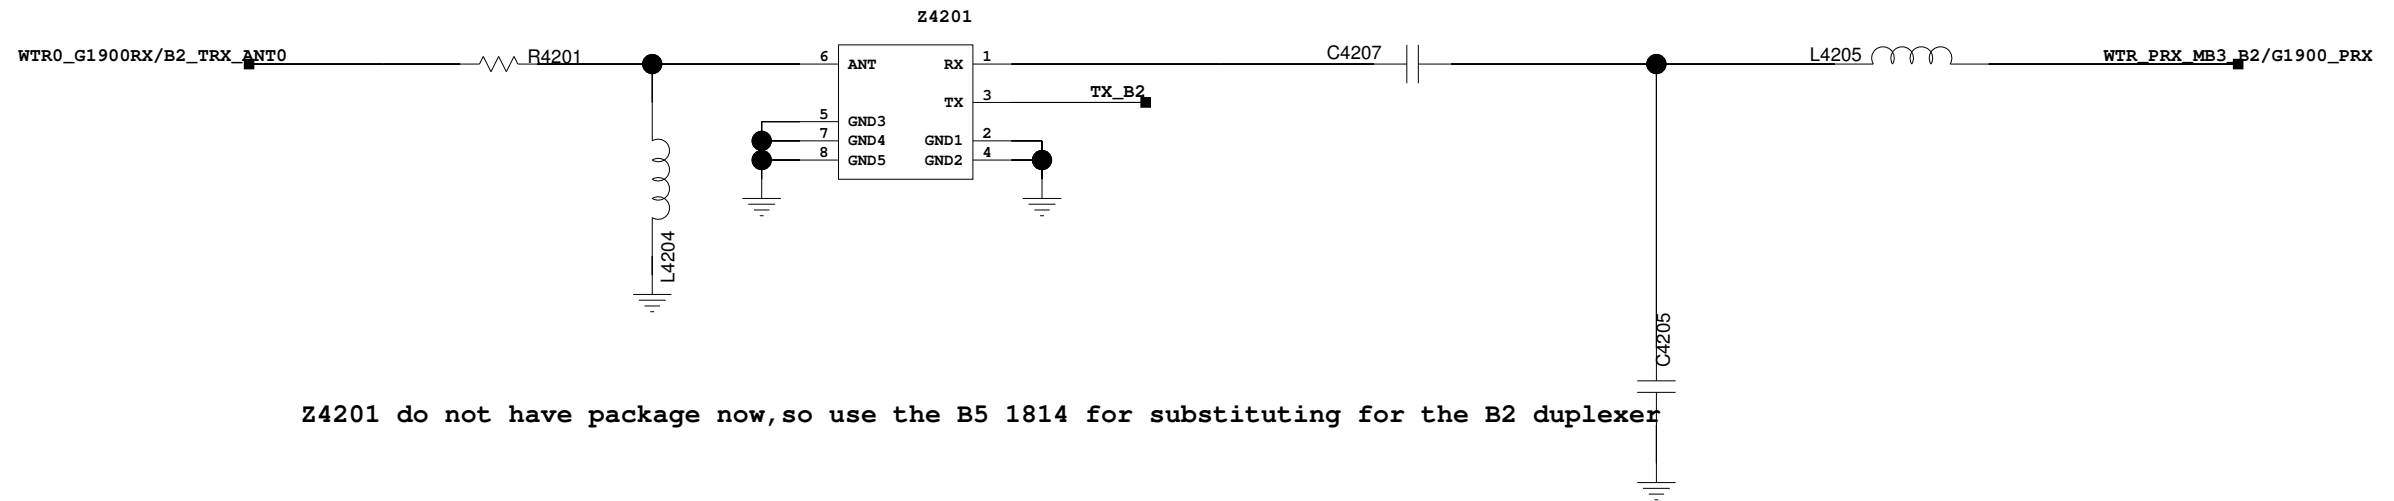 Z4201
WTR0_G1900RX/B2_TRX_ANT0
R4201
6
ANT
RX
1
C4207
L4205
WTR_PRX_MB3_B2/G1900_PRX
TX
3
TX_B2
5
GND3
7
GND4
GND1
2
8
GND5
GND2
4
L4204
C4205
Z4201 do not have package now,so use the B5 1814 for substituting for the B2 duplexer